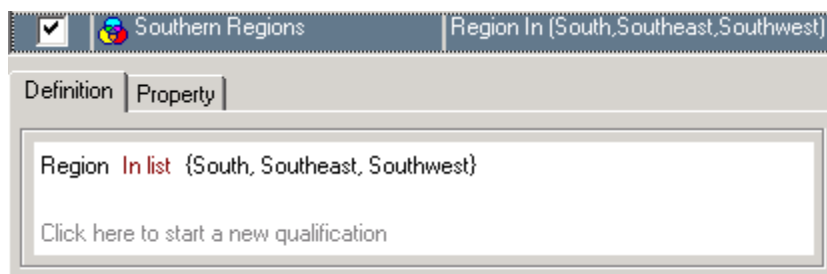 Southern Regions Region In (South,Southeast,Southwest)
Definition Property
Region In list {South, Southeast, Southwest}
Click here to start a new qualification